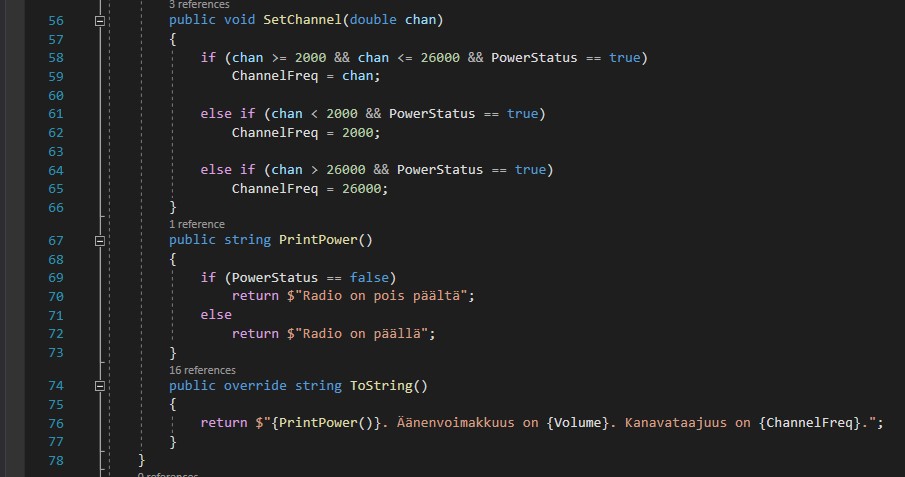 3 references
56 public void SetChannel(double chan)
57 {
58 if (chan >= 2000 && chan <= 26000 && PowerStatus == true)
59 ChannelFreq = chan;
60
61 else if (chan < 2000 && PowerStatus == true)
62 ChannelFreq = 2000;
63
64 else if (chan > 26000 && PowerStatus == true)
65 ChannelFreq = 26000;
66 }
1 reference
67 public string PrintPower()
68 {
69 if (PowerStatus == false)
70 return $"Radio on pois päältä";
71 else
72 return $"Radio on päällä";
73 }
16 references
74 public override string ToString()
75 {
76 return $"{PrintPower()}. Äänenvoimakkuus on {Volume}. Kanavataajuus on {ChannelFreq}.";
77 }
78 }
references